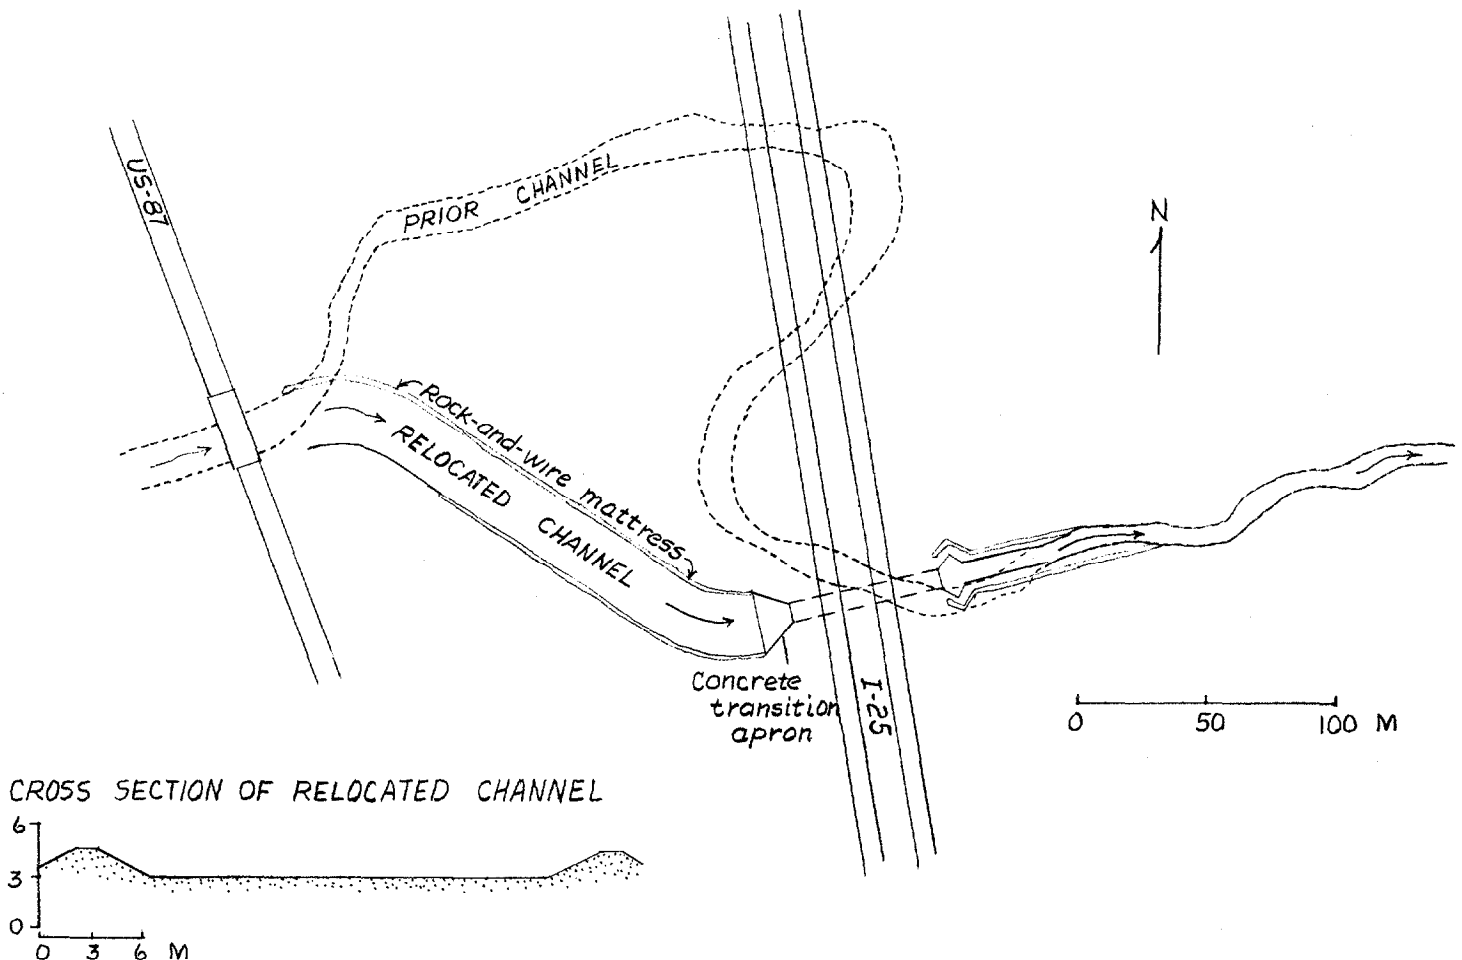 US-87
PRIOR CHANNEL
N
Rock-and-wire mattress
RELOCATED CHANNEL
Concrete
transition
apron
I-25
0 50 100 M
CROSS SECTION OF RELOCATED CHANNEL
6
3
0
0 3 6 M